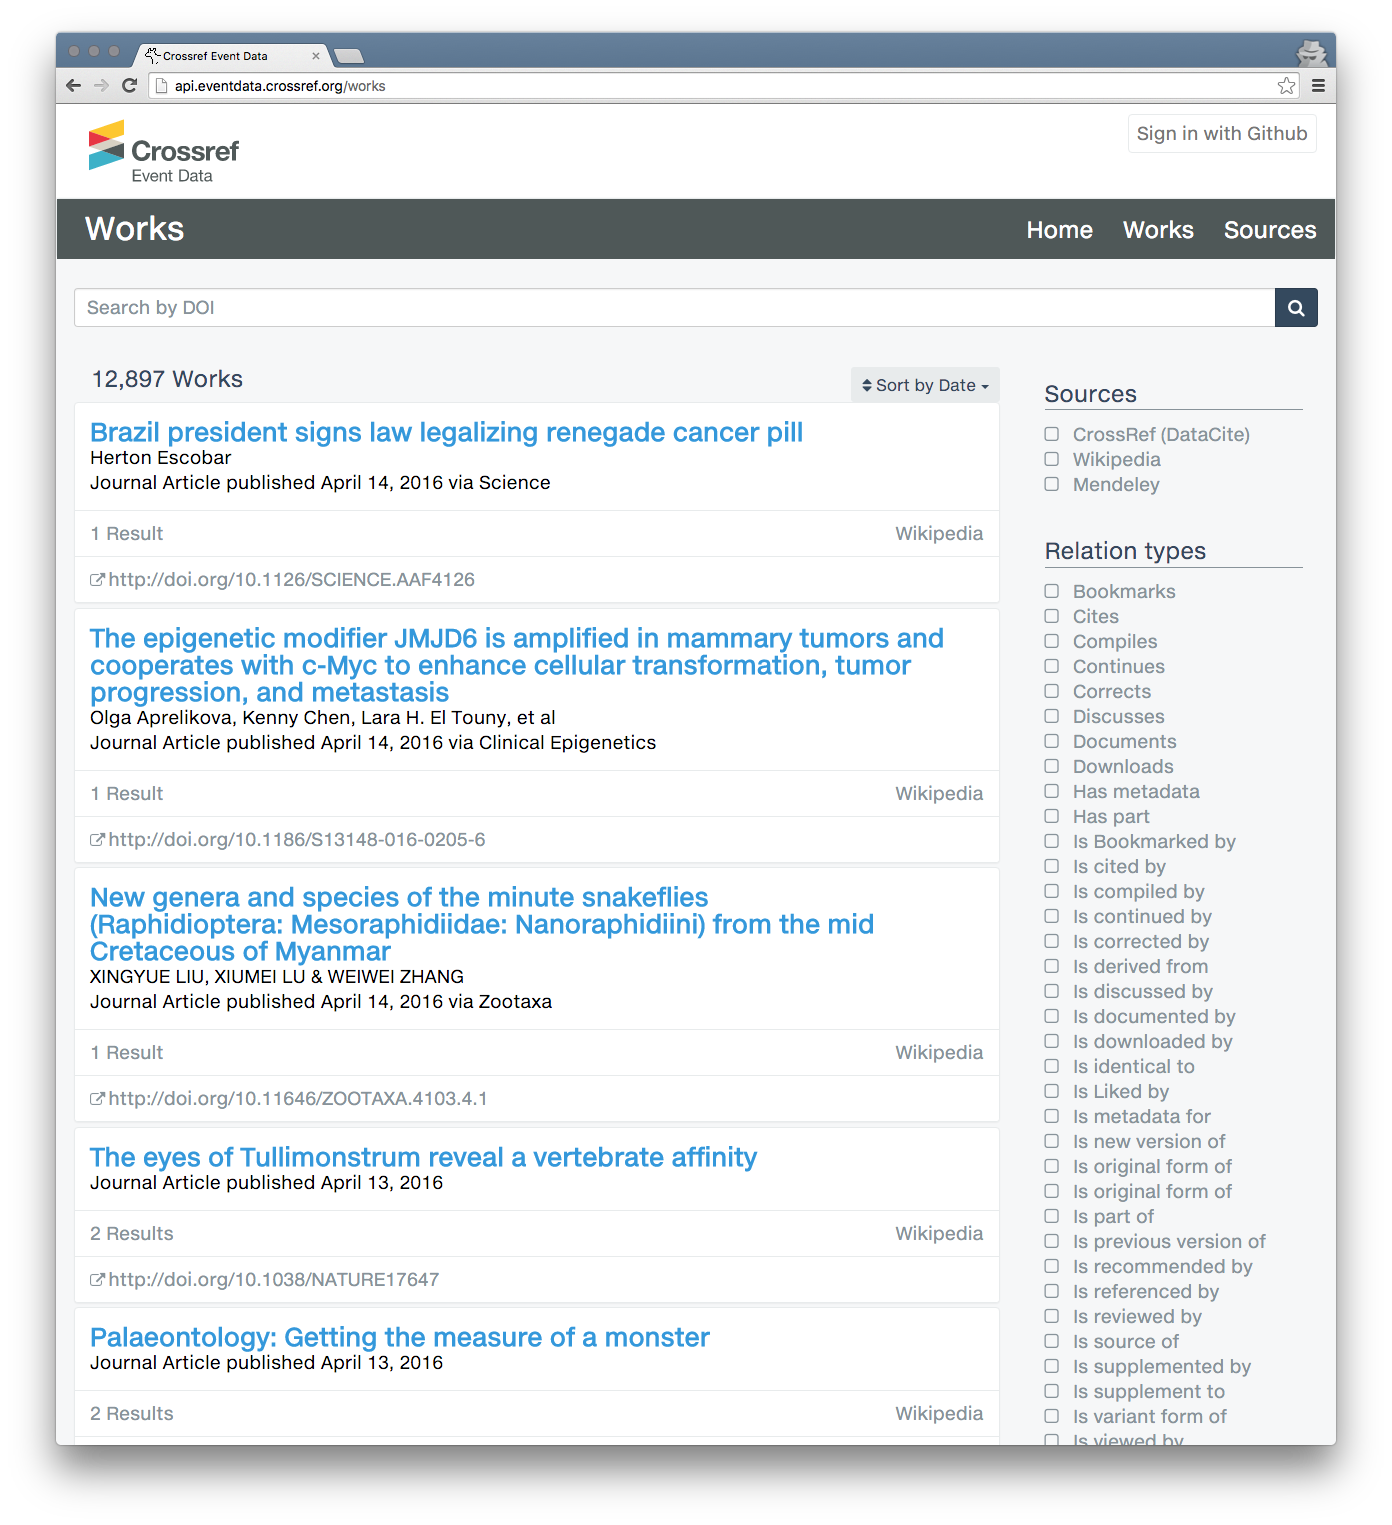 Crossref Event Data
api.eventdata.crossref.org/works
Crossref
Event Data
Sign in with Github
Works
Home
Works
Sources
Search by DOI
12,897 Works
Sort by Date
Brazil president signs law legalizing renegade cancer pill
Herton Escobar
Journal Article published April 14, 2016 via Science
1 Result
Wikipedia
http://doi.org/10.1126/SCIENCE.AAF4126
The epigenetic modifier JMJD6 is amplified in mammary tumors and
cooperates with c-Myc to enhance cellular transformation, tumor
progression, and metastasis
Olga Aprelikova, Kenny Chen, Lara H. El Touny, et al
Journal Article published April 14, 2016 via Clinical Epigenetics
1 Result
Wikipedia
http://doi.org/10.1186/S13148-016-0205-6
New genera and species of the minute snakeflies
(Raphidioptera: Mesoraphidiidae: Nanoraphidiini) from the mid
Cretaceous of Myanmar
XINGYUE LIU, XIUMEI LU & WEIWEI ZHANG
Journal Article published April 14, 2016 via Zootaxa
1 Result
Wikipedia
http://doi.org/10.11646/ZOOTAXA.4103.4.1
The eyes of Tullimonstrum reveal a vertebrate affinity
Journal Article published April 13, 2016
2 Results
Wikipedia
http://doi.org/10.1038/NATURE17647
Palaeontology: Getting the measure of a monster
Journal Article published April 13, 2016
2 Results
Wikipedia
Sources
CrossRef (DataCite)
Wikipedia
Mendeley
Relation types
Bookmarks
Cites
Compiles
Continues
Corrects
Discusses
Documents
Downloads
Has metadata
Has part
Is Bookmarked by
Is cited by
Is compiled by
Is continued by
Is corrected by
Is derived from
Is discussed by
Is documented by
Is downloaded by
Is identical to
Is Liked by
Is metadata for
Is new version of
Is original form of
Is original form of
Is part of
Is previous version of
Is recommended by
Is referenced by
Is reviewed by
Is source of
Is supplemented by
Is supplement to
Is variant form of
Is viewed by